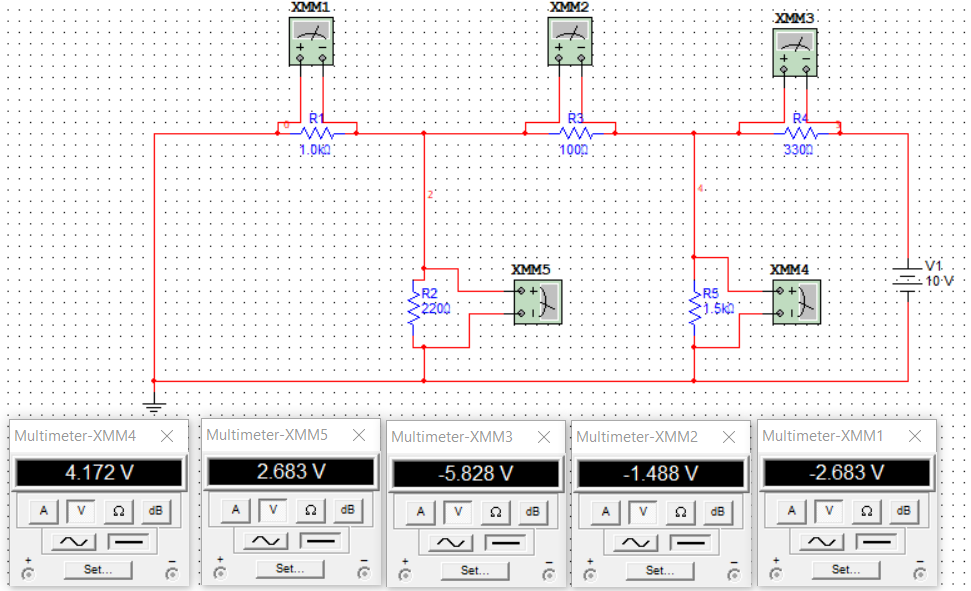 XMM1
XMM2
XMM3
+ −
+ −
+ −
0
R1
R3
R4
5
1.0kΩ
100Ω
330Ω
2
4
XMM5
XMM4
V1
10 V
R2
220Ω
R5
1.5kΩ
Multimeter-XMM4
4.172 V
A V Ω dB
Set...
+ −
Multimeter-XMM5
2.683 V
A V Ω dB
Set...
+ −
Multimeter-XMM3
-5.828 V
A V Ω dB
Set...
+ −
Multimeter-XMM2
-1.488 V
A V Ω dB
Set...
+ −
Multimeter-XMM1
-2.683 V
A V Ω dB
Set...
+ −